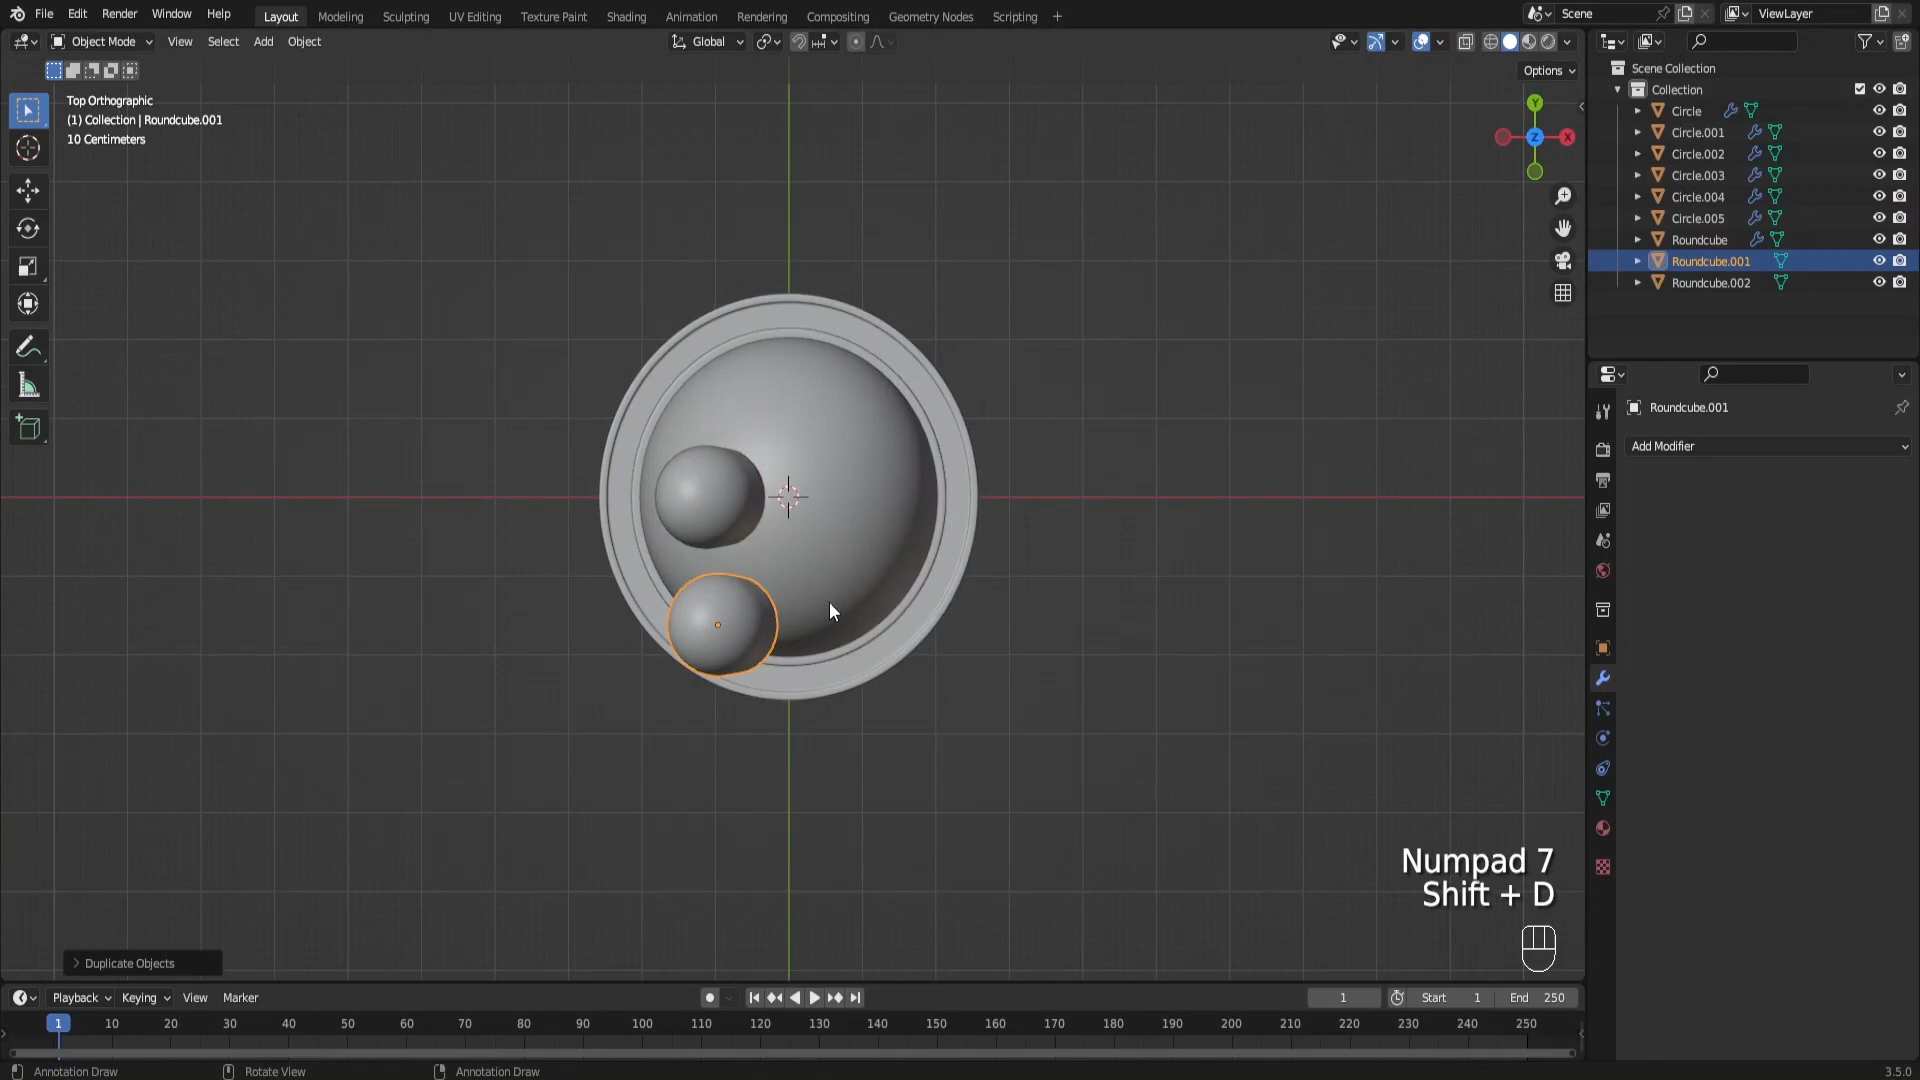 File Edit Render Window Help Layout Modeling Sculpting UV Editing Texture Paint Shading Animation Rendering Compositing Geometry Nodes Scripting + Scene ViewLayer
Object Mode View Select Add Object Global
Options
Top Orthographic
(1) Collection | Roundcube.001
10 Centimeters
Y
Z
X
Scene Collection
Collection
Circle
Circle.001
Circle.002
Circle.003
Circle.004
Circle.005
Roundcube
Roundcube.001
Roundcube.002
Roundcube.001
Add Modifier
Numpad 7
Shift + D
Duplicate Objects
Playback Keying View Marker 1 Start 1 End 250
1 10 20 30 40 50 60 70 80 90 100 110 120 130 140 150 160 170 180 190 200 210 220 230 240 250
Annotation Draw Rotate View Annotation Draw 3.5.0